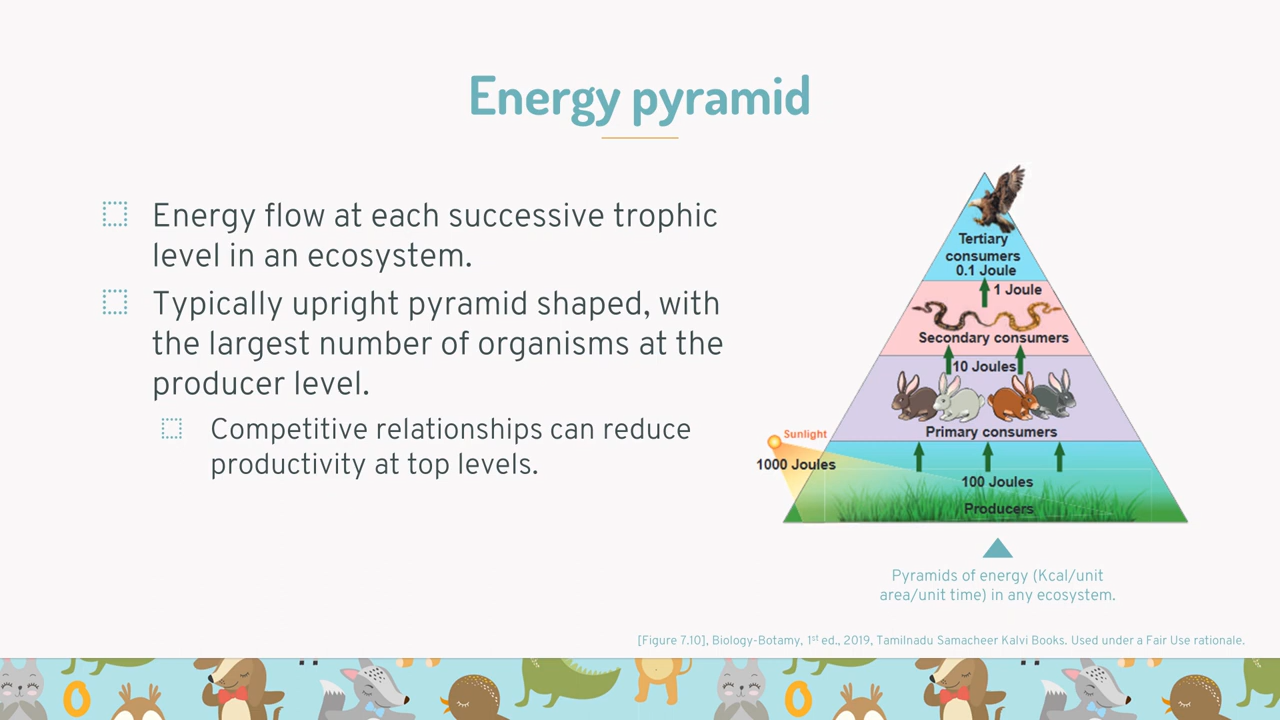 Energy pyramid
Energy flow at each successive trophic
level in an ecosystem.
Typically upright pyramid shaped, with
the largest number of organisms at the
producer level.
Competitive relationships can reduce
productivity at top levels.
Tertiary
consumers
0.1 Joule
1 Joule
Secondary consumers
10 Joules
Primary consumers
Sunlight
1000 Joules
100 Joules
Producers
Pyramids of energy (Kcal/unit
area/unit time) in any ecosystem.
[Figure 7.10], Biology-Botamy, 1st ed., 2019, Tamilnadu Samacheer Kalvi Books. Used under a Fair Use rationale.